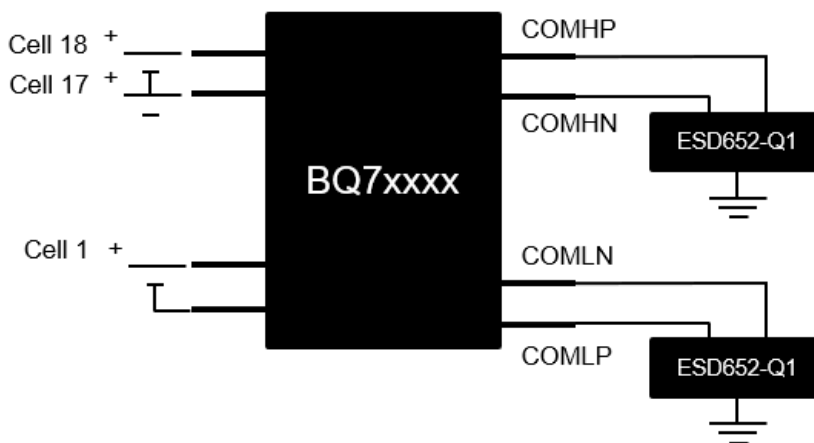 Cell 18 +
Cell 17 +
Cell 1 +
BQ7xxxx
COMHP
COMHN
ESD652-Q1
COMLN
COMLP
ESD652-Q1